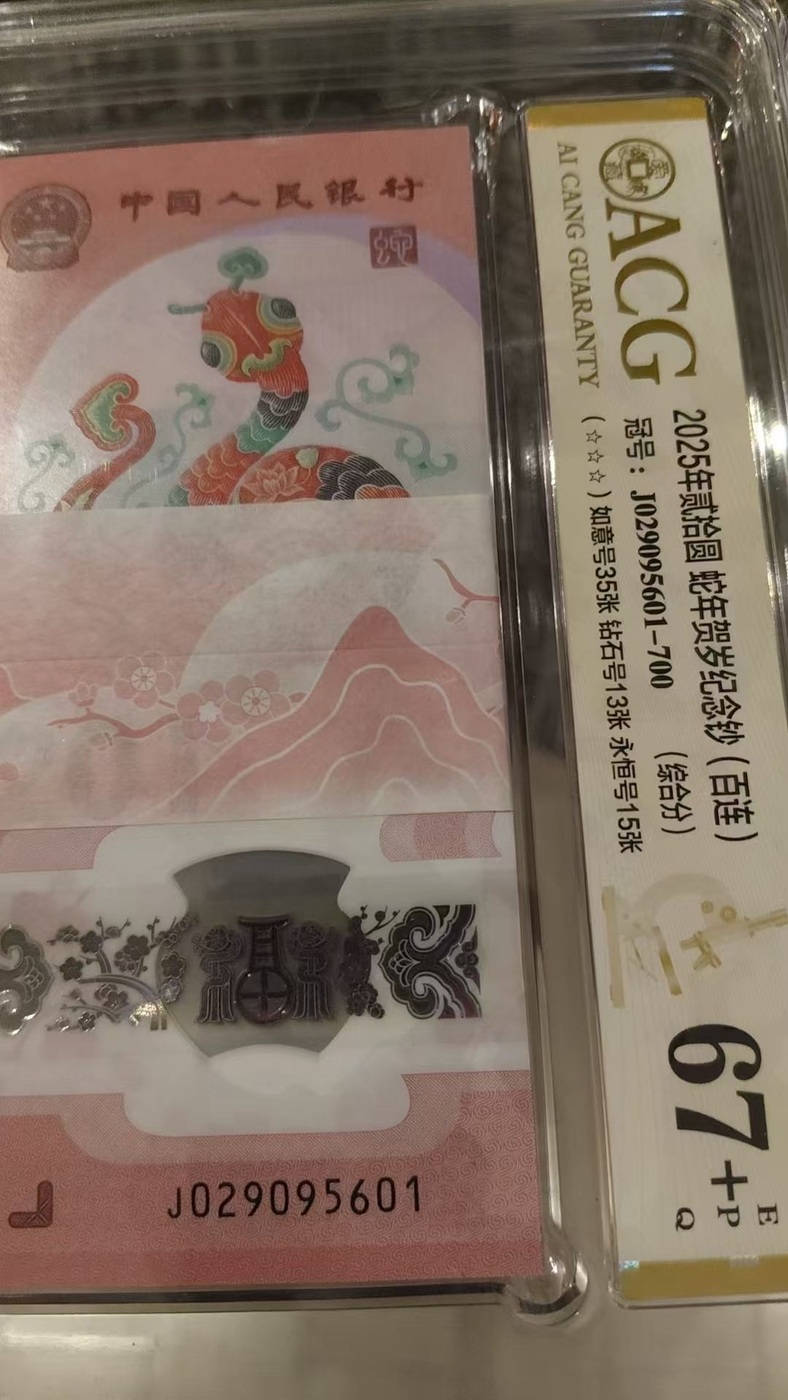 中国人民银行
蛇
J029095601
ACG
AI CANG GUARANTY
2025年贰拾圆 蛇年贺岁纪念钞（百连）
冠号：J029095601-700 （综合分）
（☆☆☆）如意号35张 钻石号13张 永恒号15张
67+
E
P
Q